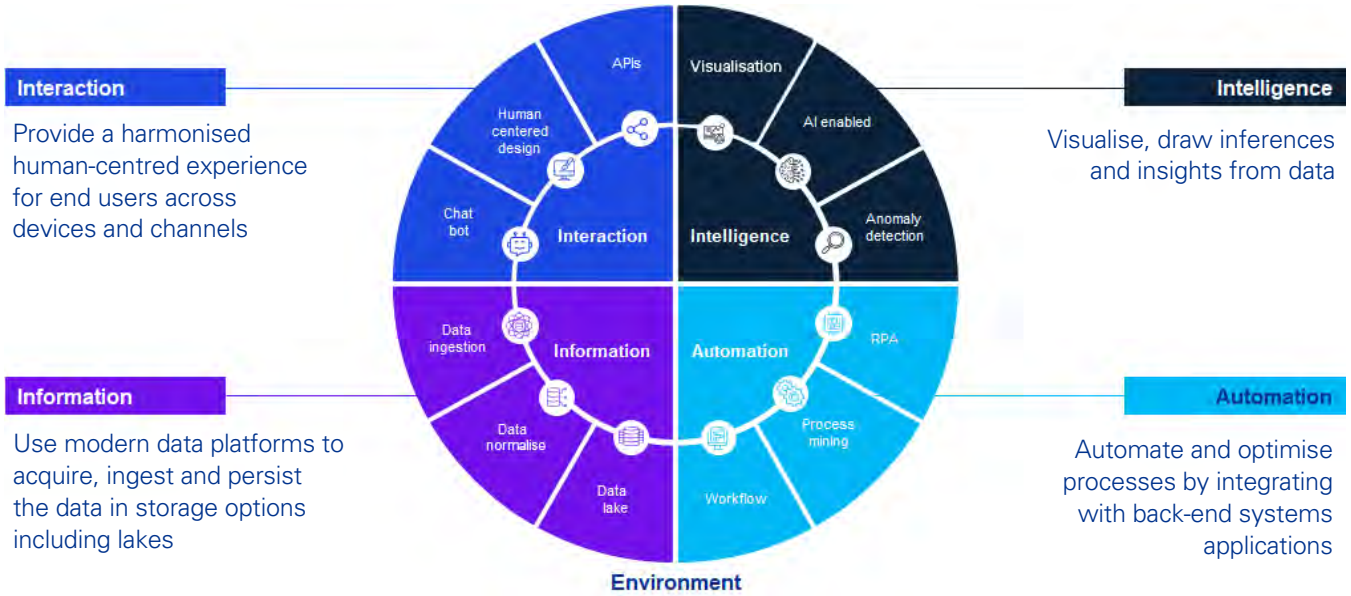 Interaction
Provide a harmonised
human-centred experience
for end users across
devices and channels
Information
Use modern data platforms to
acquire, ingest and persist
the data in storage options
including lakes
APIs
Human
centered
design
Chat
bot
Interaction
Visualisation
AI enabled
Anomaly
detection
Intelligence
Data
ingestion
Data
normalise
Data
lake
Information
Automation
RPA
Process
mining
Workflow
Environment
Intelligence
Visualise, draw inferences
and insights from data
Automation
Automate and optimise
processes by integrating
with back-end systems
applications